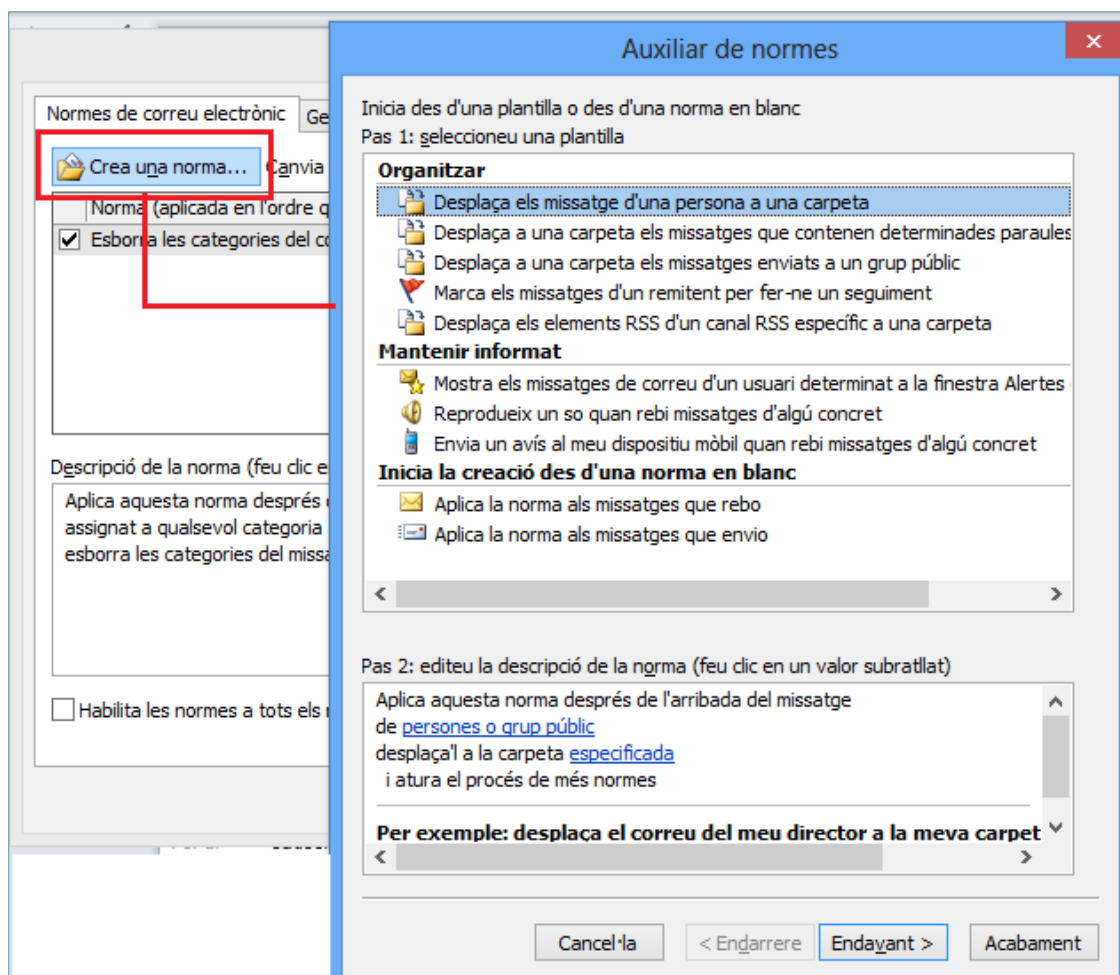 Normes de correu electrònic
Ge
Crea una norma...
Canvia
Norma (aplicada en l'ordre q
Esborra les categories del co
Descripció de la norma (feu clic e
Aplica aquesta norma després
assignat a qualsevol categoria
esborra les categories del missa
Habilita les normes a tots els
Auxiliar de normes
Inicia des d'una plantilla o des d'una norma en blanc
Pas 1: seleccioneu una plantilla
Organitzar
Desplaça els missatge d'una persona a una carpeta
Desplaça a una carpeta els missatges que contenen determinades paraules
Desplaça a una carpeta els missatges enviats a un grup públic
Marca els missatges d'un remitent per fer-ne un seguiment
Desplaça els elements RSS d'un canal RSS específic a una carpeta
Mantenir informat
Mostra els missatges de correu d'un usuari determinat a la finestra Alertes
Reprodueix un so quan rebi missatges d'algú concret
Envia un avís al meu dispositiu mòbil quan rebi missatges d'algú concret
Inicia la creació des d'una norma en blanc
Aplica la norma als missatges que rebo
Aplica la norma als missatges que envio
Pas 2: editeu la descripció de la norma (feu clic en un valor subratllat)
Aplica aquesta norma després de l'arribada del missatge
de persones o grup públic
desplaça'l a la carpeta especificada
i atura el procés de més normes
Per exemple: desplaça el correu del meu director a la meva carpet
Cancel·la
< Endarrere
Endavant >
Acabament